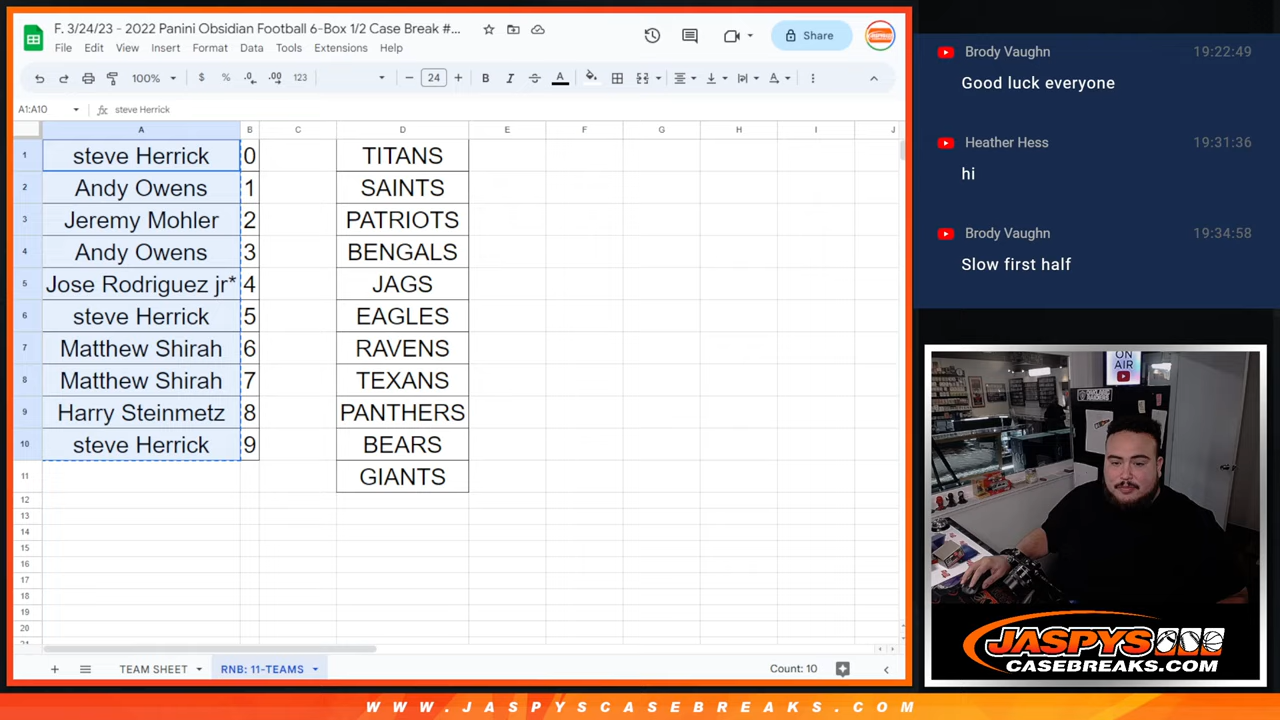 F. 3/24/23 - 2022 Panini Obsidian Football 6-Box 1/2 Case Break #...
File Edit View Insert Format Data Tools Extensions Help
Share
100% $ % .0 .00 123 24 B I A
A1:A10 fx steve Herrick
A B C D E F G H I J
1 steve Herrick 0 TITANS
2 Andy Owens 1 SAINTS
3 Jeremy Mohler 2 PATRIOTS
4 Andy Owens 3 BENGALS
5 Jose Rodriguez jr* 4 JAGS
6 steve Herrick 5 EAGLES
7 Matthew Shirah 6 RAVENS
8 Matthew Shirah 7 TEXANS
9 Harry Steinmetz 8 PANTHERS
10 steve Herrick 9 BEARS
11 GIANTS
12
13
14
15
16
17
18
19
20
TEAM SHEET RNB: 11-TEAMS Count: 10
Brody Vaughn 19:22:49
Good luck everyone
Heather Hess 19:31:36
hi
Brody Vaughn 19:34:58
Slow first half
ON
AIR
JASPYS
CASEBREAKS.COM
WWW.JASPYSCASEBREAKS.COM